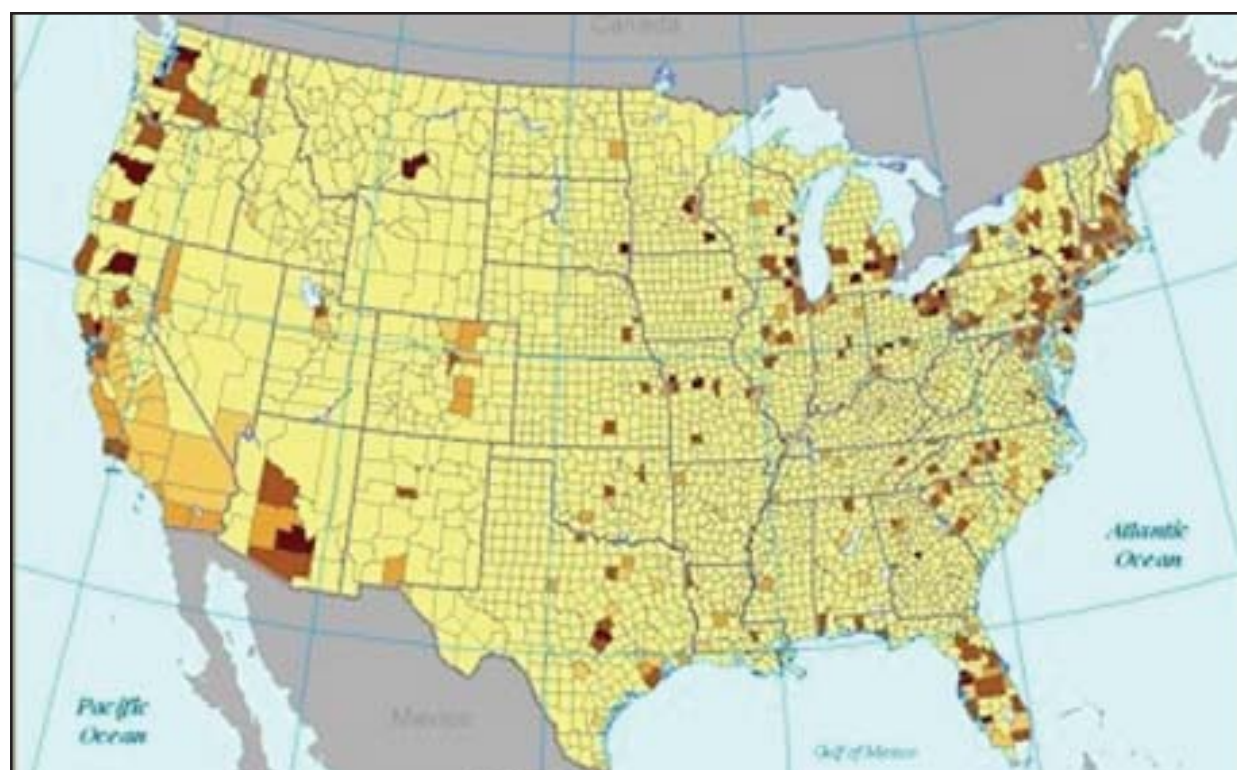 Canada
Pacific
Ocean
Mexico
Gulf of Mexico
Atlantic
Ocean